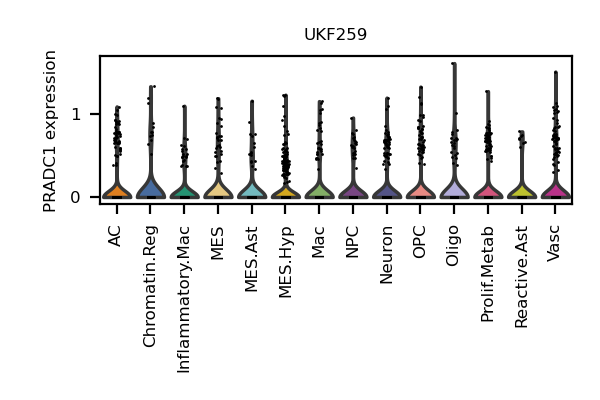 UKF259
PRADC1 expression
1
0
AC
Chromatin.Reg
Inflammatory.Mac
MES
MES.Ast
MES.Hyp
Mac
NPC
Neuron
OPC
Oligo
Prolif.Metab
Reactive.Ast
Vasc